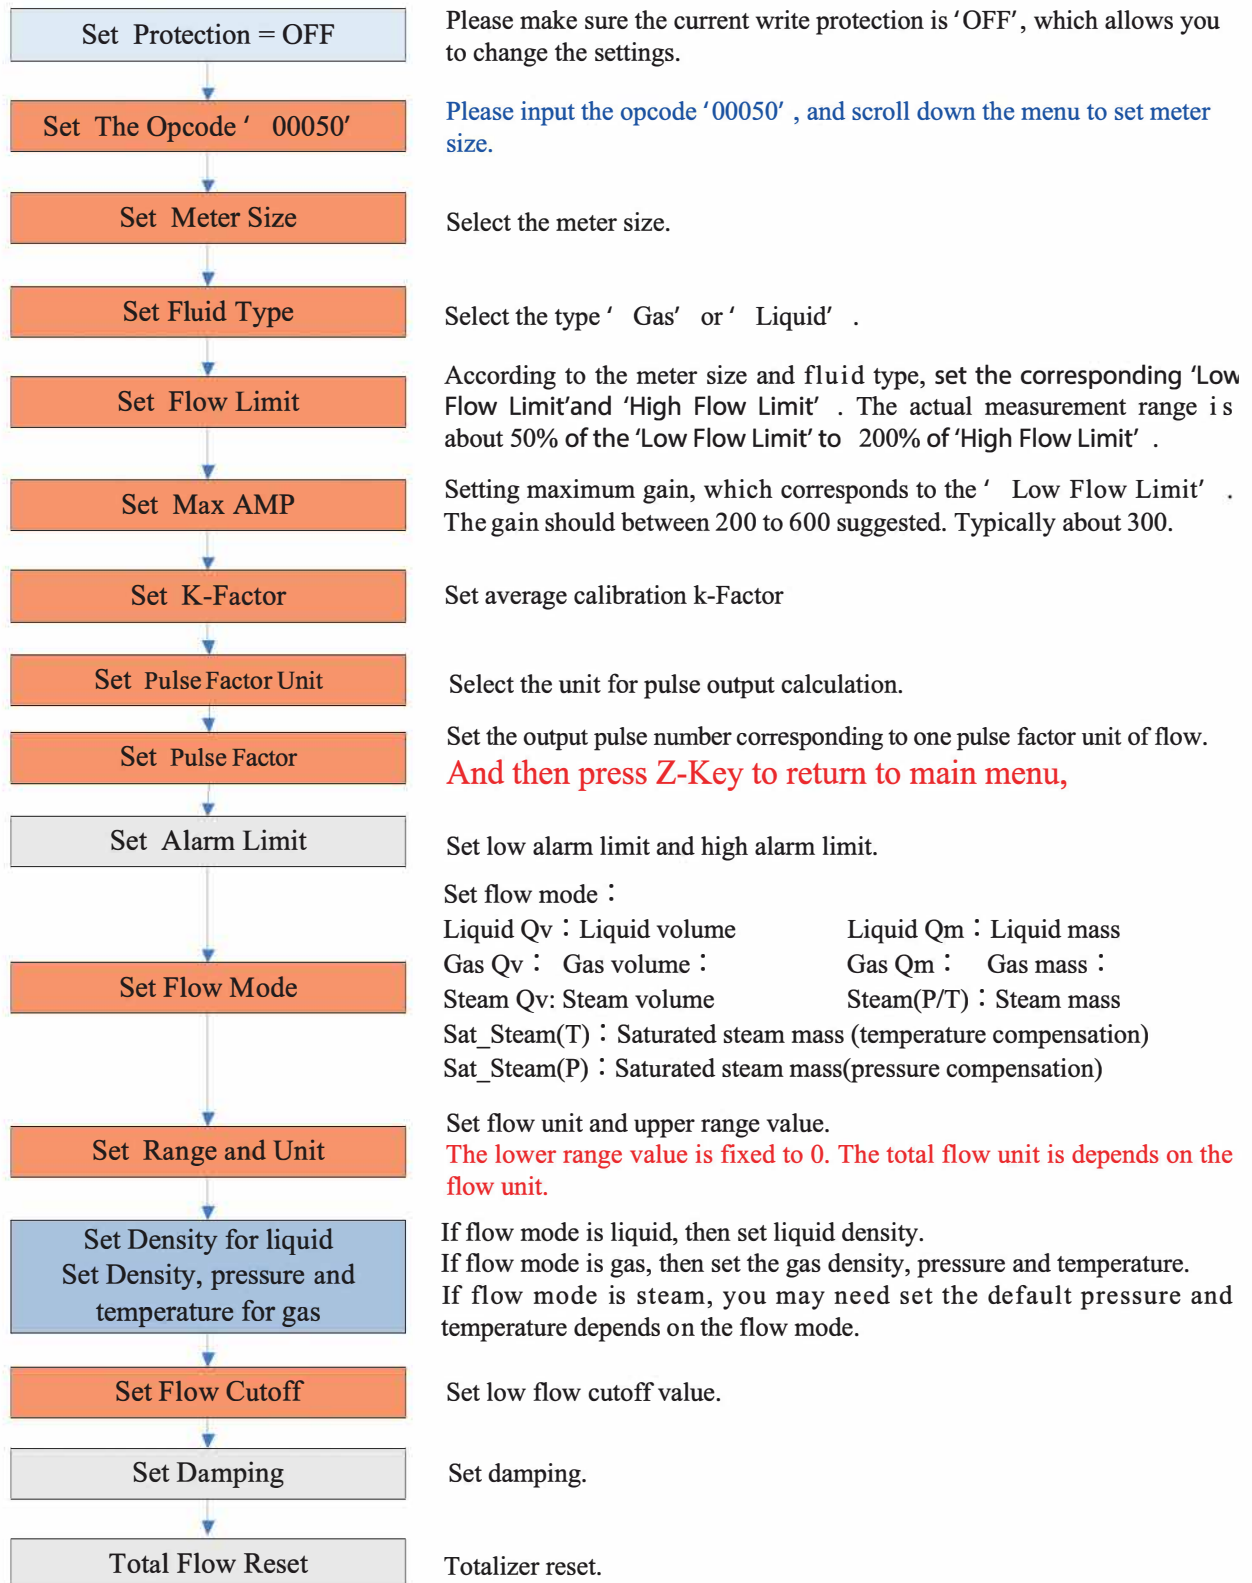 Set Protection = OFF
Please make sure the current write protection is ‘OFF’, which allows you
to change the settings.
Set The Opcode ‘ 00050’
Please input the opcode ‘00050’ , and scroll down the menu to set meter
size.
Set Meter Size
Select the meter size.
Set Fluid Type
Select the type ‘ Gas’ or ‘ Liquid’ .
Set Flow Limit
According to the meter size and fluid type, set the corresponding ‘Low
Flow Limit’and ‘High Flow Limit’ . The actual measurement range is
about 50% of the ‘Low Flow Limit’ to 200% of ‘High Flow Limit’ .
Set Max AMP
Setting maximum gain, which corresponds to the ‘ Low Flow Limit’ .
The gain should between 200 to 600 suggested. Typically about 300.
Set K-Factor
Set average calibration k-Factor
Set Pulse Factor Unit
Select the unit for pulse output calculation.
Set Pulse Factor
Set the output pulse number corresponding to one pulse factor unit of flow.
And then press Z-Key to return to main menu,
Set Alarm Limit
Set low alarm limit and high alarm limit.
Set Flow Mode
Set flow mode：
Liquid Qv：Liquid volume Liquid Qm：Liquid mass
Gas Qv： Gas volume： Gas Qm： Gas mass：
Steam Qv: Steam volume Steam(P/T)：Steam mass
Sat_Steam(T)：Saturated steam mass (temperature compensation)
Sat_Steam(P)：Saturated steam mass(pressure compensation)
Set Range and Unit
Set flow unit and upper range value.
The lower range value is fixed to 0. The total flow unit is depends on the
flow unit.
Set Density for liquid
Set Density, pressure and
temperature for gas
If flow mode is liquid, then set liquid density.
If flow mode is gas, then set the gas density, pressure and temperature.
If flow mode is steam, you may need set the default pressure and
temperature depends on the flow mode.
Set Flow Cutoff
Set low flow cutoff value.
Set Damping
Set damping.
Total Flow Reset
Totalizer reset.